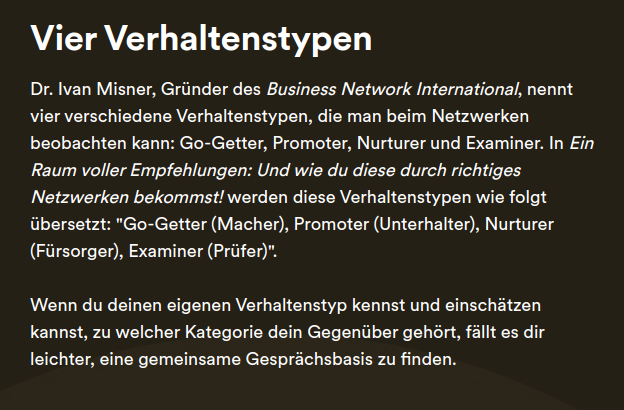 Vier Verhaltenstypen
Dr. Ivan Misner, Gründer des Business Network International, nennt
vier verschiedene Verhaltenstypen, die man beim Netzwerken
beobachten kann: Go-Getter, Promoter, Nurturer und Examiner. In Ein
Raum voller Empfehlungen: Und wie du diese durch richtiges
Netzwerken bekommst! werden diese Verhaltenstypen wie folgt
übersetzt: "Go-Getter (Macher), Promoter (Unterhalter), Nurturer
(Fürsorger), Examiner (Prüfer)".
Wenn du deinen eigenen Verhaltenstyp kennst und einschätzen
kannst, zu welcher Kategorie dein Gegenüber gehört, fällt es dir
leichter, eine gemeinsame Gesprächsbasis zu finden.